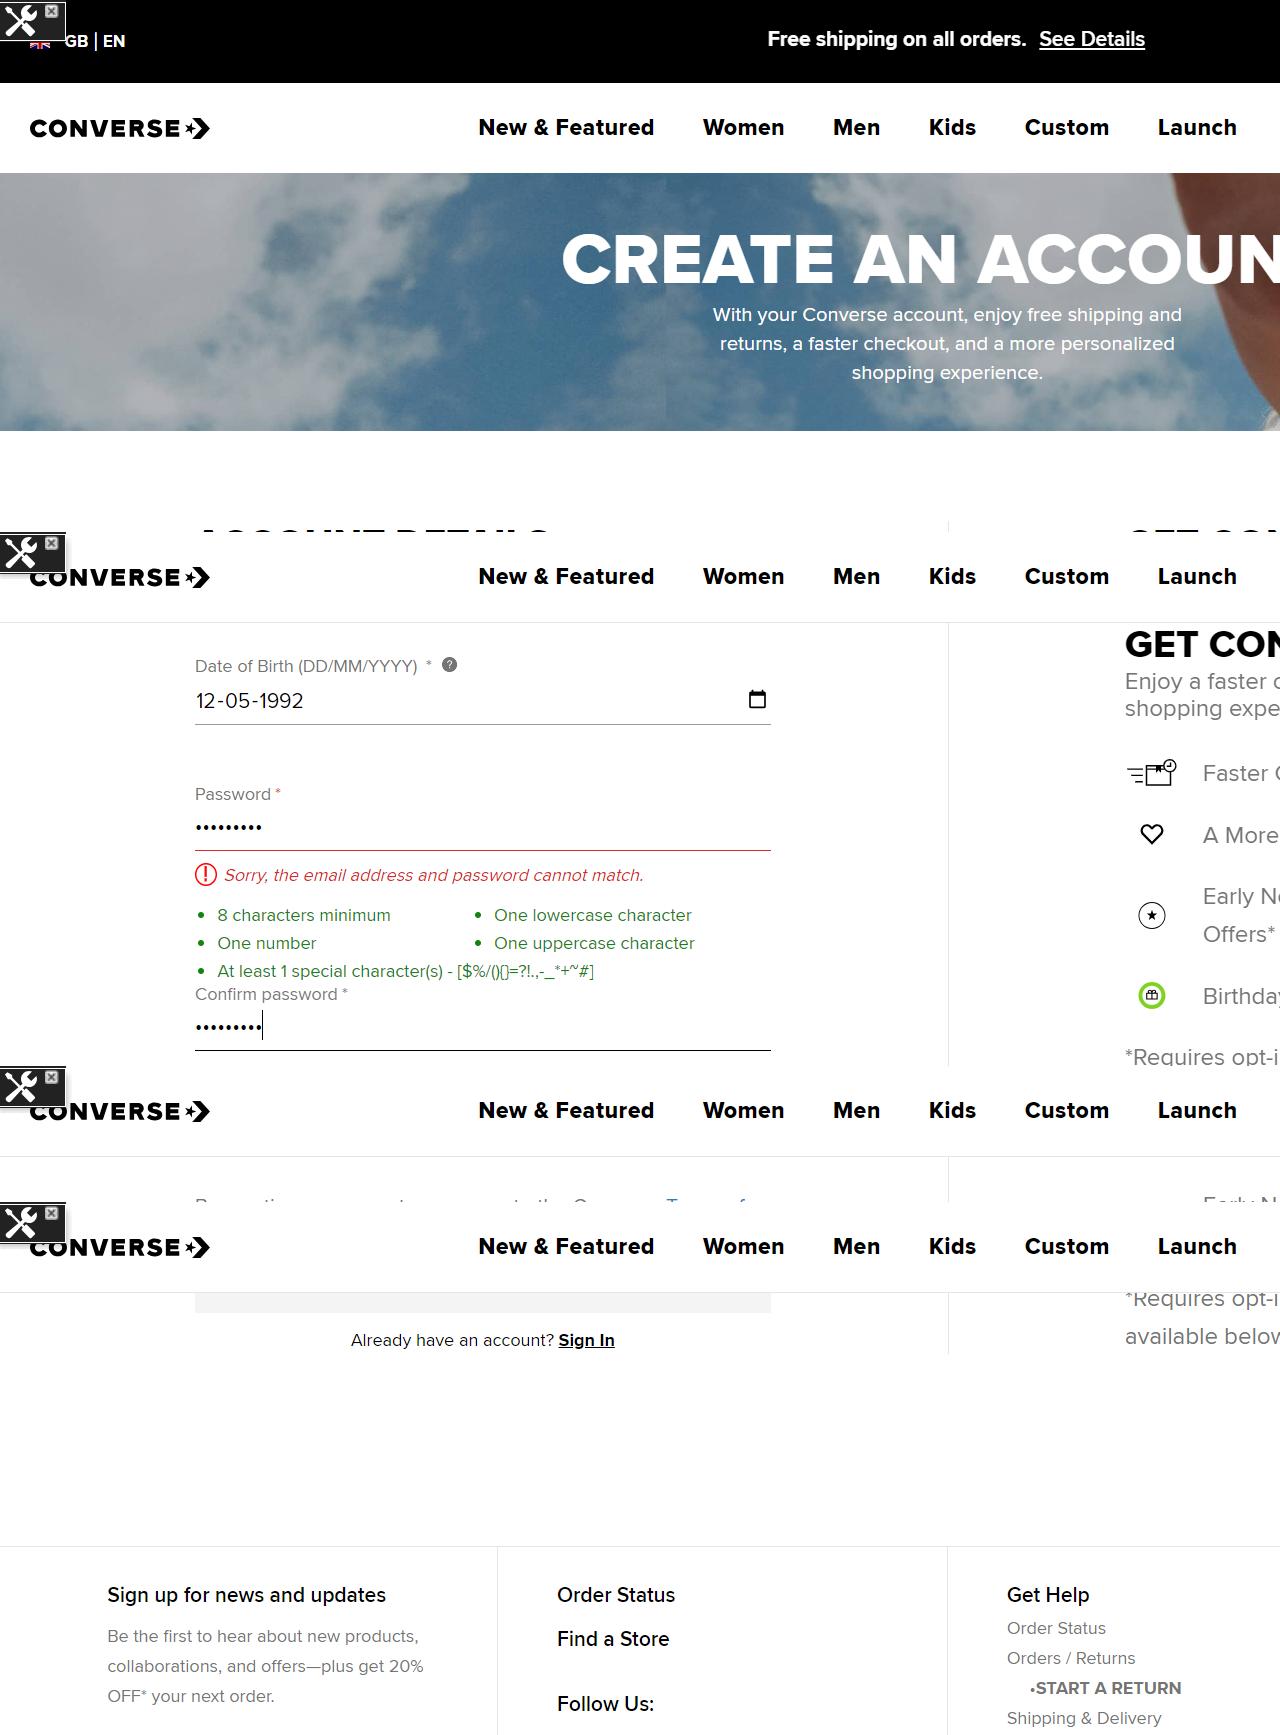 GB | EN
Free shipping on all orders. See Details
CONVERSE
New & Featured Women Men Kids Custom Launch
CREATE AN ACCOUN
With your Converse account, enjoy free shipping and
returns, a faster checkout, and a more personalized
shopping experience.
ACCOUNT DETAILS
GET CON
CONVERSE
New & Featured Women Men Kids Custom Launch
Date of Birth (DD/MM/YYYY) *
12-05-1992
Password *
Sorry, the email address and password cannot match.
8 characters minimum
One lowercase character
One number
One uppercase character
At least 1 special character(s) - [$%/(){}=?!.,-_*+~#]
Confirm password *
GET CON
Enjoy a faster c
shopping expe
Faster C
A More
Early Ne
Offers*
Birthday
*Requires opt-i
CONVERSE
New & Featured Women Men Kids Custom Launch
CONVERSE
New & Featured Women Men Kids Custom Launch
Already have an account? Sign In
*Requires opt-i
available below
Sign up for news and updates
Be the first to hear about new products,
collaborations, and offers—plus get 20%
OFF* your next order.
Order Status
Find a Store
Follow Us:
Get Help
Order Status
Orders / Returns
•START A RETURN
Shipping & Delivery